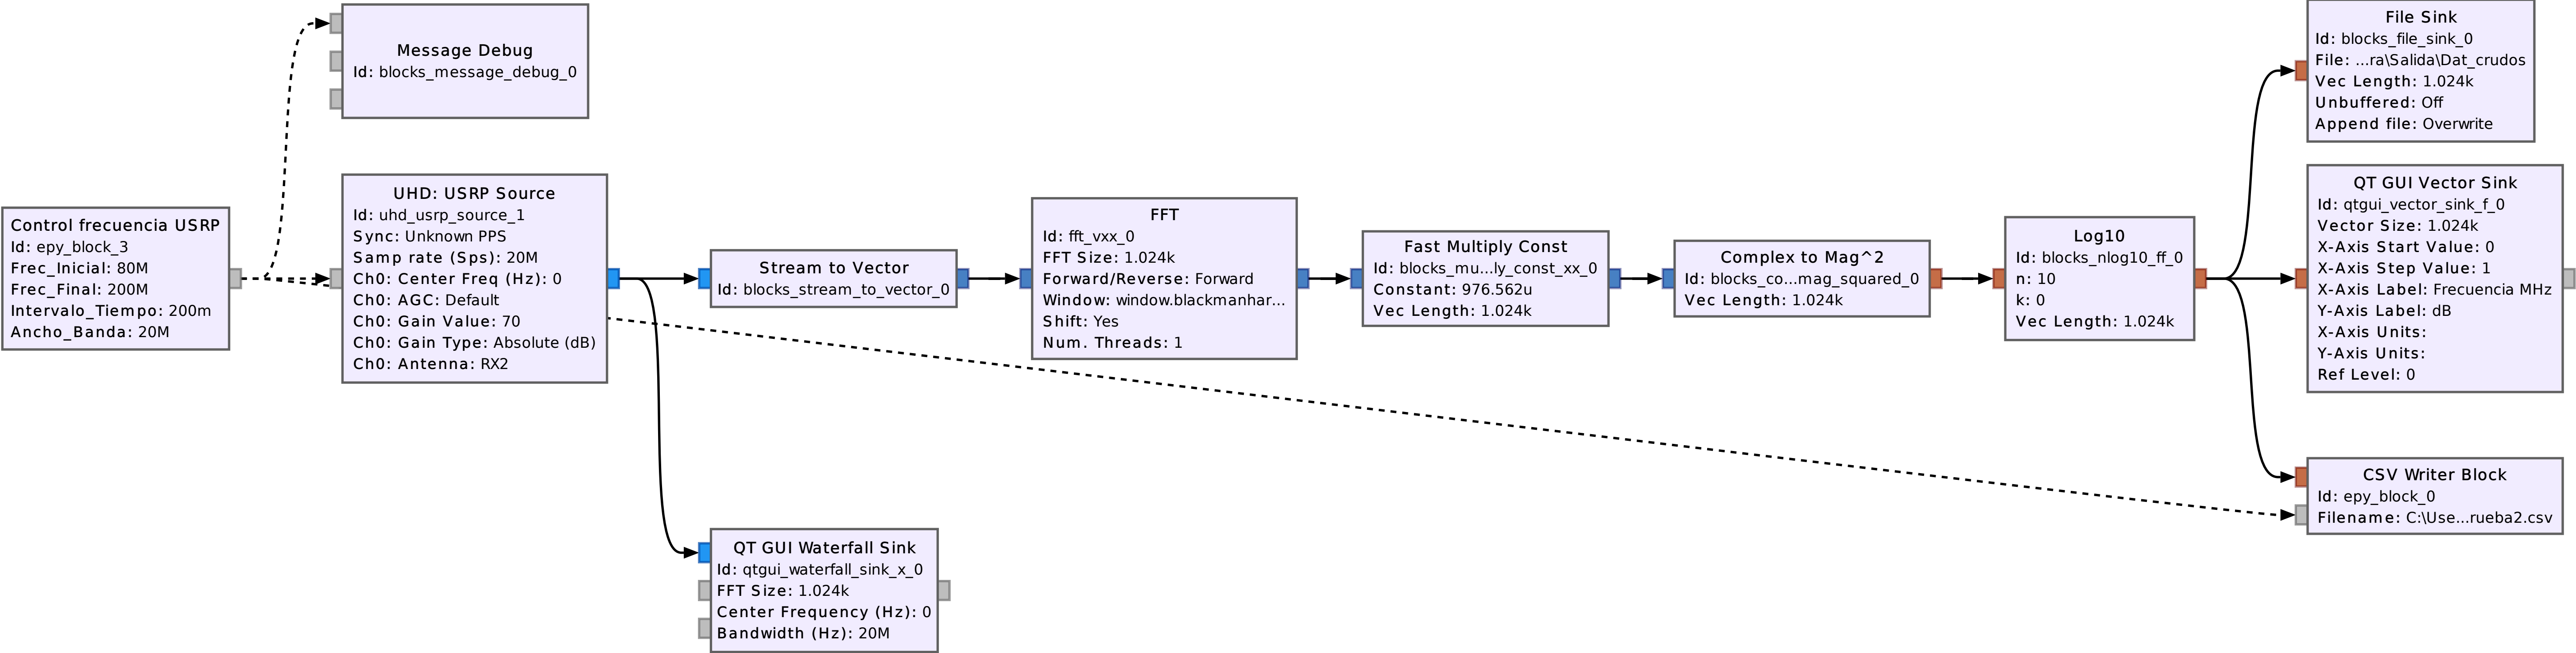 Message Debug
Id: blocks_message_debug_0
Control frecuencia USRP
Id: epy_block_3
Frec_Inicial: 80M
Frec_Final: 200M
Intervalo_Tiempo: 200m
Ancho_Banda: 20M
UHD: USRP Source
Id: uhd_usrp_source_1
Sync: Unknown PPS
Samp rate (Sps): 20M
Ch0: Center Freq (Hz): 0
Ch0: AGC: Default
Ch0: Gain Value: 70
Ch0: Gain Type: Absolute (dB)
Ch0: Antenna: RX2
Stream to Vector
Id: blocks_stream_to_vector_0
QT GUI Waterfall Sink
Id: qtgui_waterfall_sink_x_0
FFT Size: 1.024k
Center Frequency (Hz): 0
Bandwidth (Hz): 20M
FFT
Id: fft_vxx_0
FFT Size: 1.024k
Forward/Reverse: Forward
Window: window.blackmanhar...
Shift: Yes
Num. Threads: 1
Fast Multiply Const
Id: blocks_mu...ly_const_xx_0
Constant: 976.562u
Vec Length: 1.024k
Complex to Mag^2
Id: blocks_co...mag_squared_0
Vec Length: 1.024k
Log10
Id: blocks_nlog10_ff_0
n: 10
k: 0
Vec Length: 1.024k
File Sink
Id: blocks_file_sink_0
File: ...ra\Salida\Dat_crudos
Vec Length: 1.024k
Unbuffered: Off
Append file: Overwrite
QT GUI Vector Sink
Id: qtgui_vector_sink_f_0
Vector Size: 1.024k
X-Axis Start Value: 0
X-Axis Step Value: 1
X-Axis Label: Frecuencia MHz
Y-Axis Label: dB
X-Axis Units:
Y-Axis Units:
Ref Level: 0
CSV Writer Block
Id: epy_block_0
Filename: C:\Use...rueba2.csv